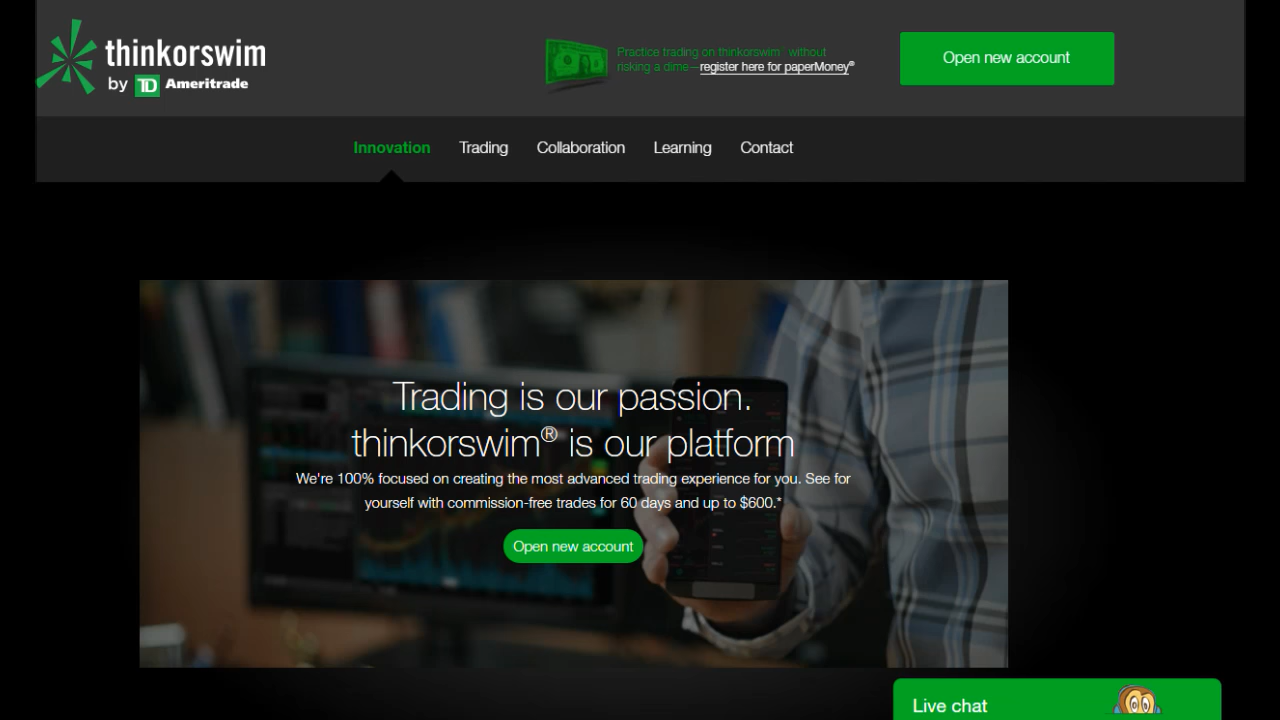 thinkorswim
by TD Ameritrade
Practice trading on thinkorswim® without
risking a dime—register here for paperMoney®
Open new account
Innovation
Trading
Collaboration
Learning
Contact
Trading is our passion.
thinkorswim® is our platform
We're 100% focused on creating the most advanced trading experience for you. See for
yourself with commission-free trades for 60 days and up to $600.*
Open new account
Live chat